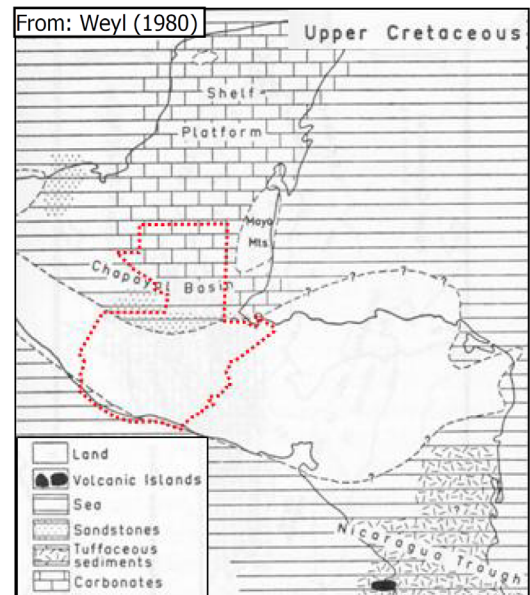 From: Weyl (1980)
Upper Cretaceous
Shelf
Platform
Maya
Mts.
Chapayal Basin
?
?
?
?
?
?
Nicaragua Trough
Land
Volcanic Islands
Sea
Sandstones
Tuffaceous
sediments
Carbonates